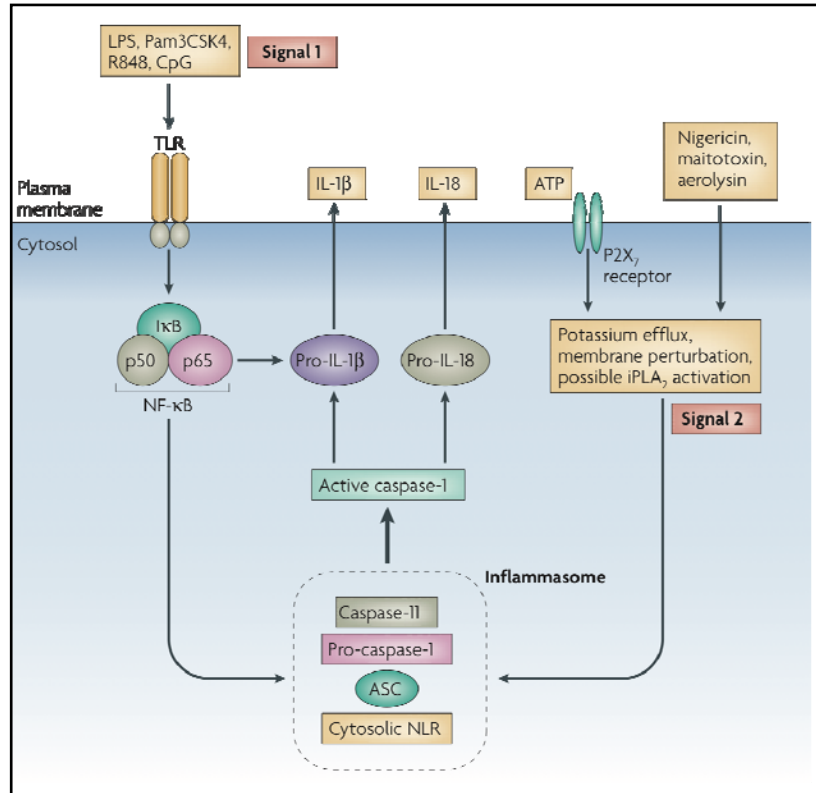 LPS, Pam3CSK4,
R848, CpG
Signal 1
TLR
Plasma
membrane
Cytosol
IL-1β
IL-18
ATP
Nigericin,
maitotoxin,
aerolysin
P2X₇
receptor
IκB
p50
p65
NF-κB
Pro-IL-1β
Pro-IL-18
Potassium efflux,
membrane perturbation,
possible iPLA₂ activation
Signal 2
Active caspase-1
Inflammasome
Caspase-11
Pro-caspase-1
ASC
Cytosolic NLR